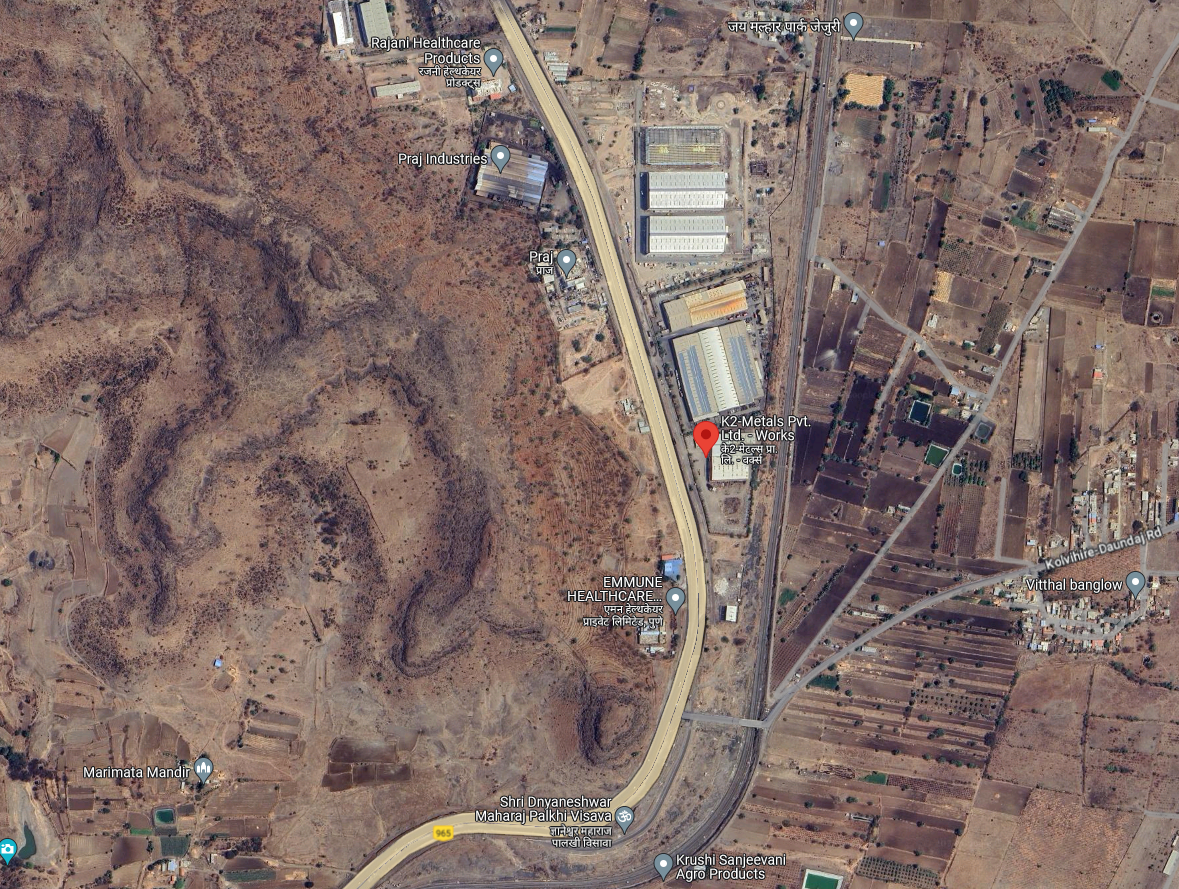 जय मल्हार पार्क जेजुरी
Rajani Healthcare
Products
रजनी हेल्थकेयर
प्रोडक्ट्स
Praj Industries
Praj
प्राज
K2-Metals Pvt.
Ltd. - Works
के2-मेटल्स प्रा.
लि. - वर्क्स
Kolvihire-Daundaj Rd
EMMUNE
HEALTHCARE...
एमन हेल्थकेयर
प्राइवेट लिमिटेड, पुणे
Vitthal banglow
Marimata Mandir
Shri Dnyaneshwar
Maharaj Palkhi Visava
ज्ञानेश्वर महाराज
पालखी विसावा
965
Krushi Sanjeevani
Agro Products